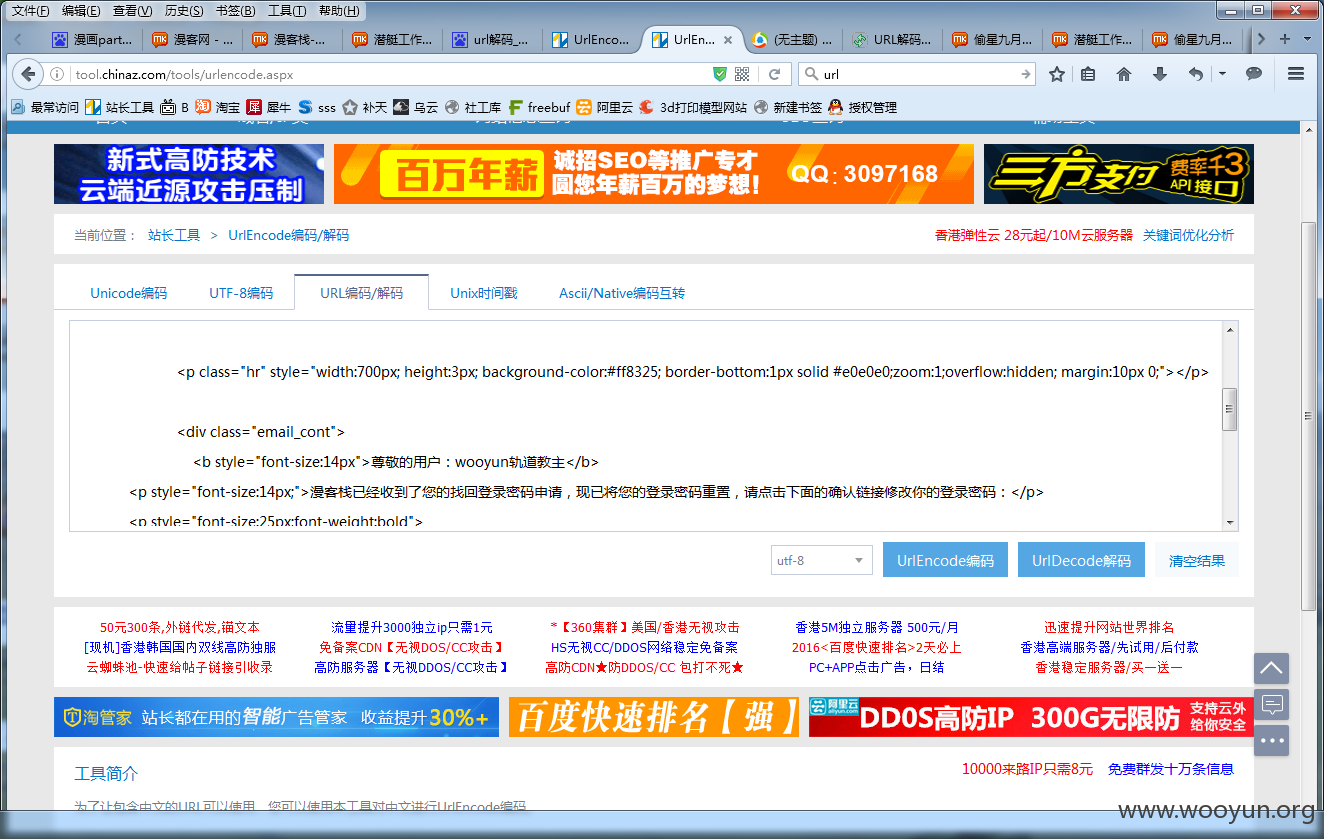 文件(F) 编辑(E) 查看(V) 历史(S) 书签(B) 工具(T) 帮助(H)
漫画part... 漫客网 - ... 漫客栈-... 潜艇工作... url解码_... UrlEnco... UrlEn... (无主题) ... URL解码... 偷星九月... 潜艇工作... 偷星九月...
tool.chinaz.com/tools/urlencode.aspx url
最常访问 站长工具 B 淘宝 犀牛 sss 补天 乌云 社工库 freebuf 阿里云 3d打印模型网站 新建书签 授权管理
新式高防技术
云端近源攻击压制
百万年薪
诚招SEO等推广专才
圆您年薪百万的梦想!
QQ:3097168
三方支付
费率千3
API接口
当前位置: 站长工具 > UrlEncode编码/解码
香港弹性云 28元起/10M云服务器 关键词优化分析
Unicode编码 UTF-8编码 URL编码/解码 Unix时间戳 Ascii/Native编码互转
<p class="hr" style="width:700px; height:3px; background-color:#ff8325; border-bottom:1px solid #e0e0e0;zoom:1;overflow:hidden; margin:10px 0;"></p>
<div class="email_cont">
<b style="font-size:14px">尊敬的用户:wooyun轨道教主</b>
<p style="font-size:14px;">漫客栈已经收到了您的找回登录密码申请,现已将您的登录密码重置,请点击下面的确认链接修改你的登录密码:</p>
<p style="font-size:25px;font-weight:bold">
utf-8 UrlEncode编码 UrlDecode解码 清空结果
50元300条,外链代发,锚文本 流量提升3000独立ip只需1元 *【360集群】美国/香港无视攻击 香港5M独立服务器 500元/月 迅速提升网站世界排名
[现机]香港韩国国内双线高防独服 免备案CDN【无视DOS/CC攻击】 HS无视CC/DDOS网络稳定免备案 2016<百度快速排名>2天必上 香港高端服务器/先试用/后付款
云蜘蛛池-快速给帖子链接引收录 高防服务器【无视DDOS/CC攻击】 高防CDN★防DDOS/CC 包打不死★ PC+APP点击广告,日结 香港稳定服务器/买一送一
淘管家 站长都在用的智能广告管家 收益提升30%+
百度快速排名【强】
阿里云
aliyun.com
DDOS高防IP 300G无限防
支持云外
给你安全
工具简介
10000来路IP只需8元 免费群发十万条信息
为了让包含中文的URL可以使用,您可以使用本工具对中文进行UrlEncode编码
www.wooyun.org